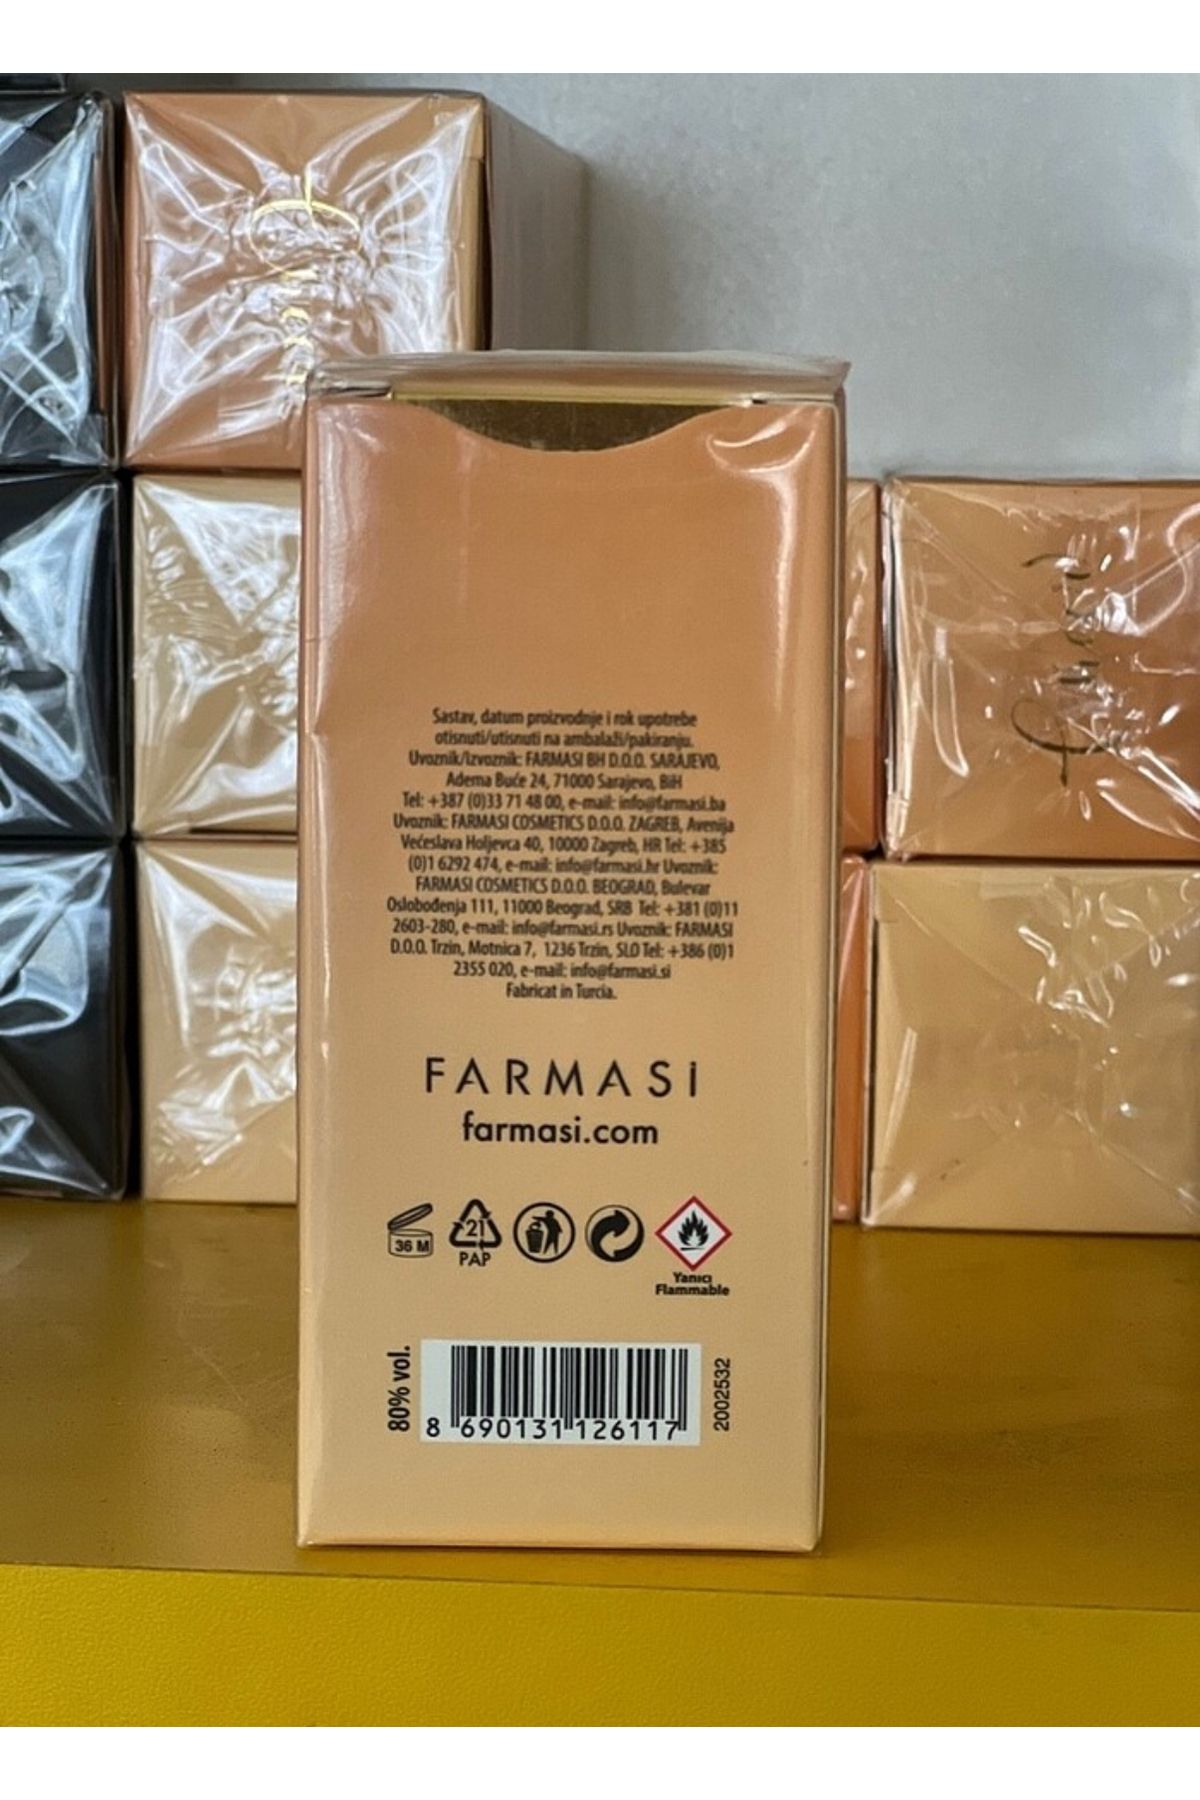 Sastav, datum proizvodnje i rok upotrebe
otisnuti/utisnuti na ambalaži/pakiranju.
Uvoznik/Izvoznik: FARMASI BH D.O.O. SARAJEVO,
Adema Buće 24, 71000 Sarajevo, BiH
Tel: +387 (0)33 71 48 00, e-mail: info@farmasi.ba
Uvoznik: FARMASI COSMETICS D.O.O. ZAGREB, Avenija
Većeslava Holjevca 40, 10000 Zagreb, HR Tel: +385
(0)1 6292 474, e-mail: info@farmasi.hr Uvoznik:
FARMASI COSMETICS D.O.O. BEOGRAD, Bulevar
Oslobođenja 111, 11000 Beograd, SRB Tel: +381 (0)11
2603-280, e-mail: info@farmasi.rs Uvoznik: FARMASI
D.O.O. Trzin, Motnica 7, 1236 Trzin, SLO Tel: +386 (0)1
2355 020, e-mail: info@farmasi.si
Fabricat in Turcia.
FARMASi
farmasi.com
36 M
21
PAP
Yanıcı
Flammable
80% vol.
8 690131 126117
2002532